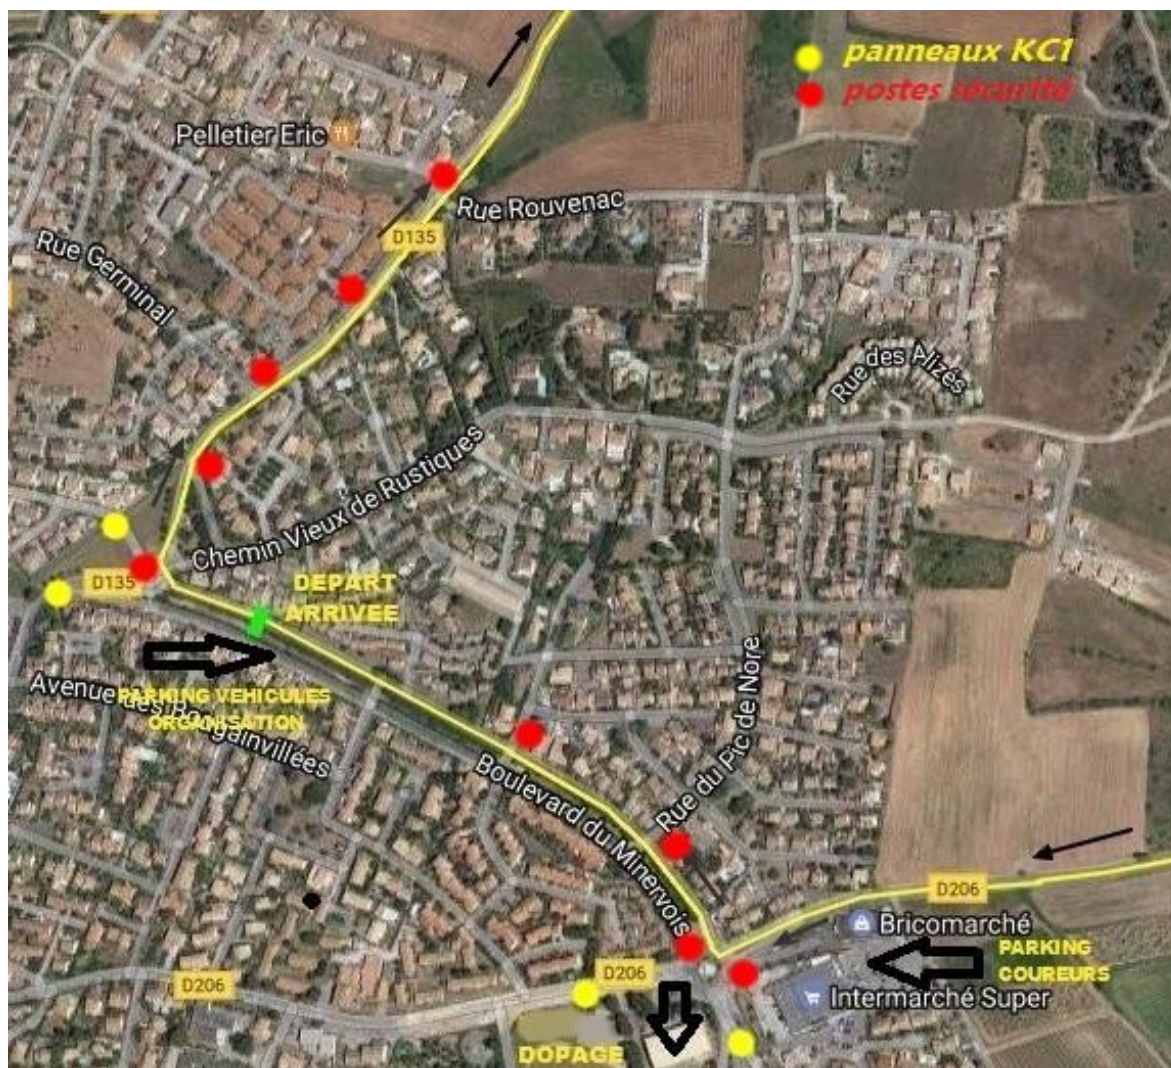 panneaux KC1
postes sécurité
Pelletier Eric
Rue Rouvenac
D135
Rue Germinal
Rue des Alizés
Chemin Vieux de Rustiques
D135
DEPART
ARRIVEE
PARKING VEHICULES
ORGANISATION
Avenue des Bougainvillées
Rue du Pic de Nore
Boulevard du Minervois
D206
Bricomarché
PARKING
COUREURS
D206
D206
Intermarché Super
DOPAGE